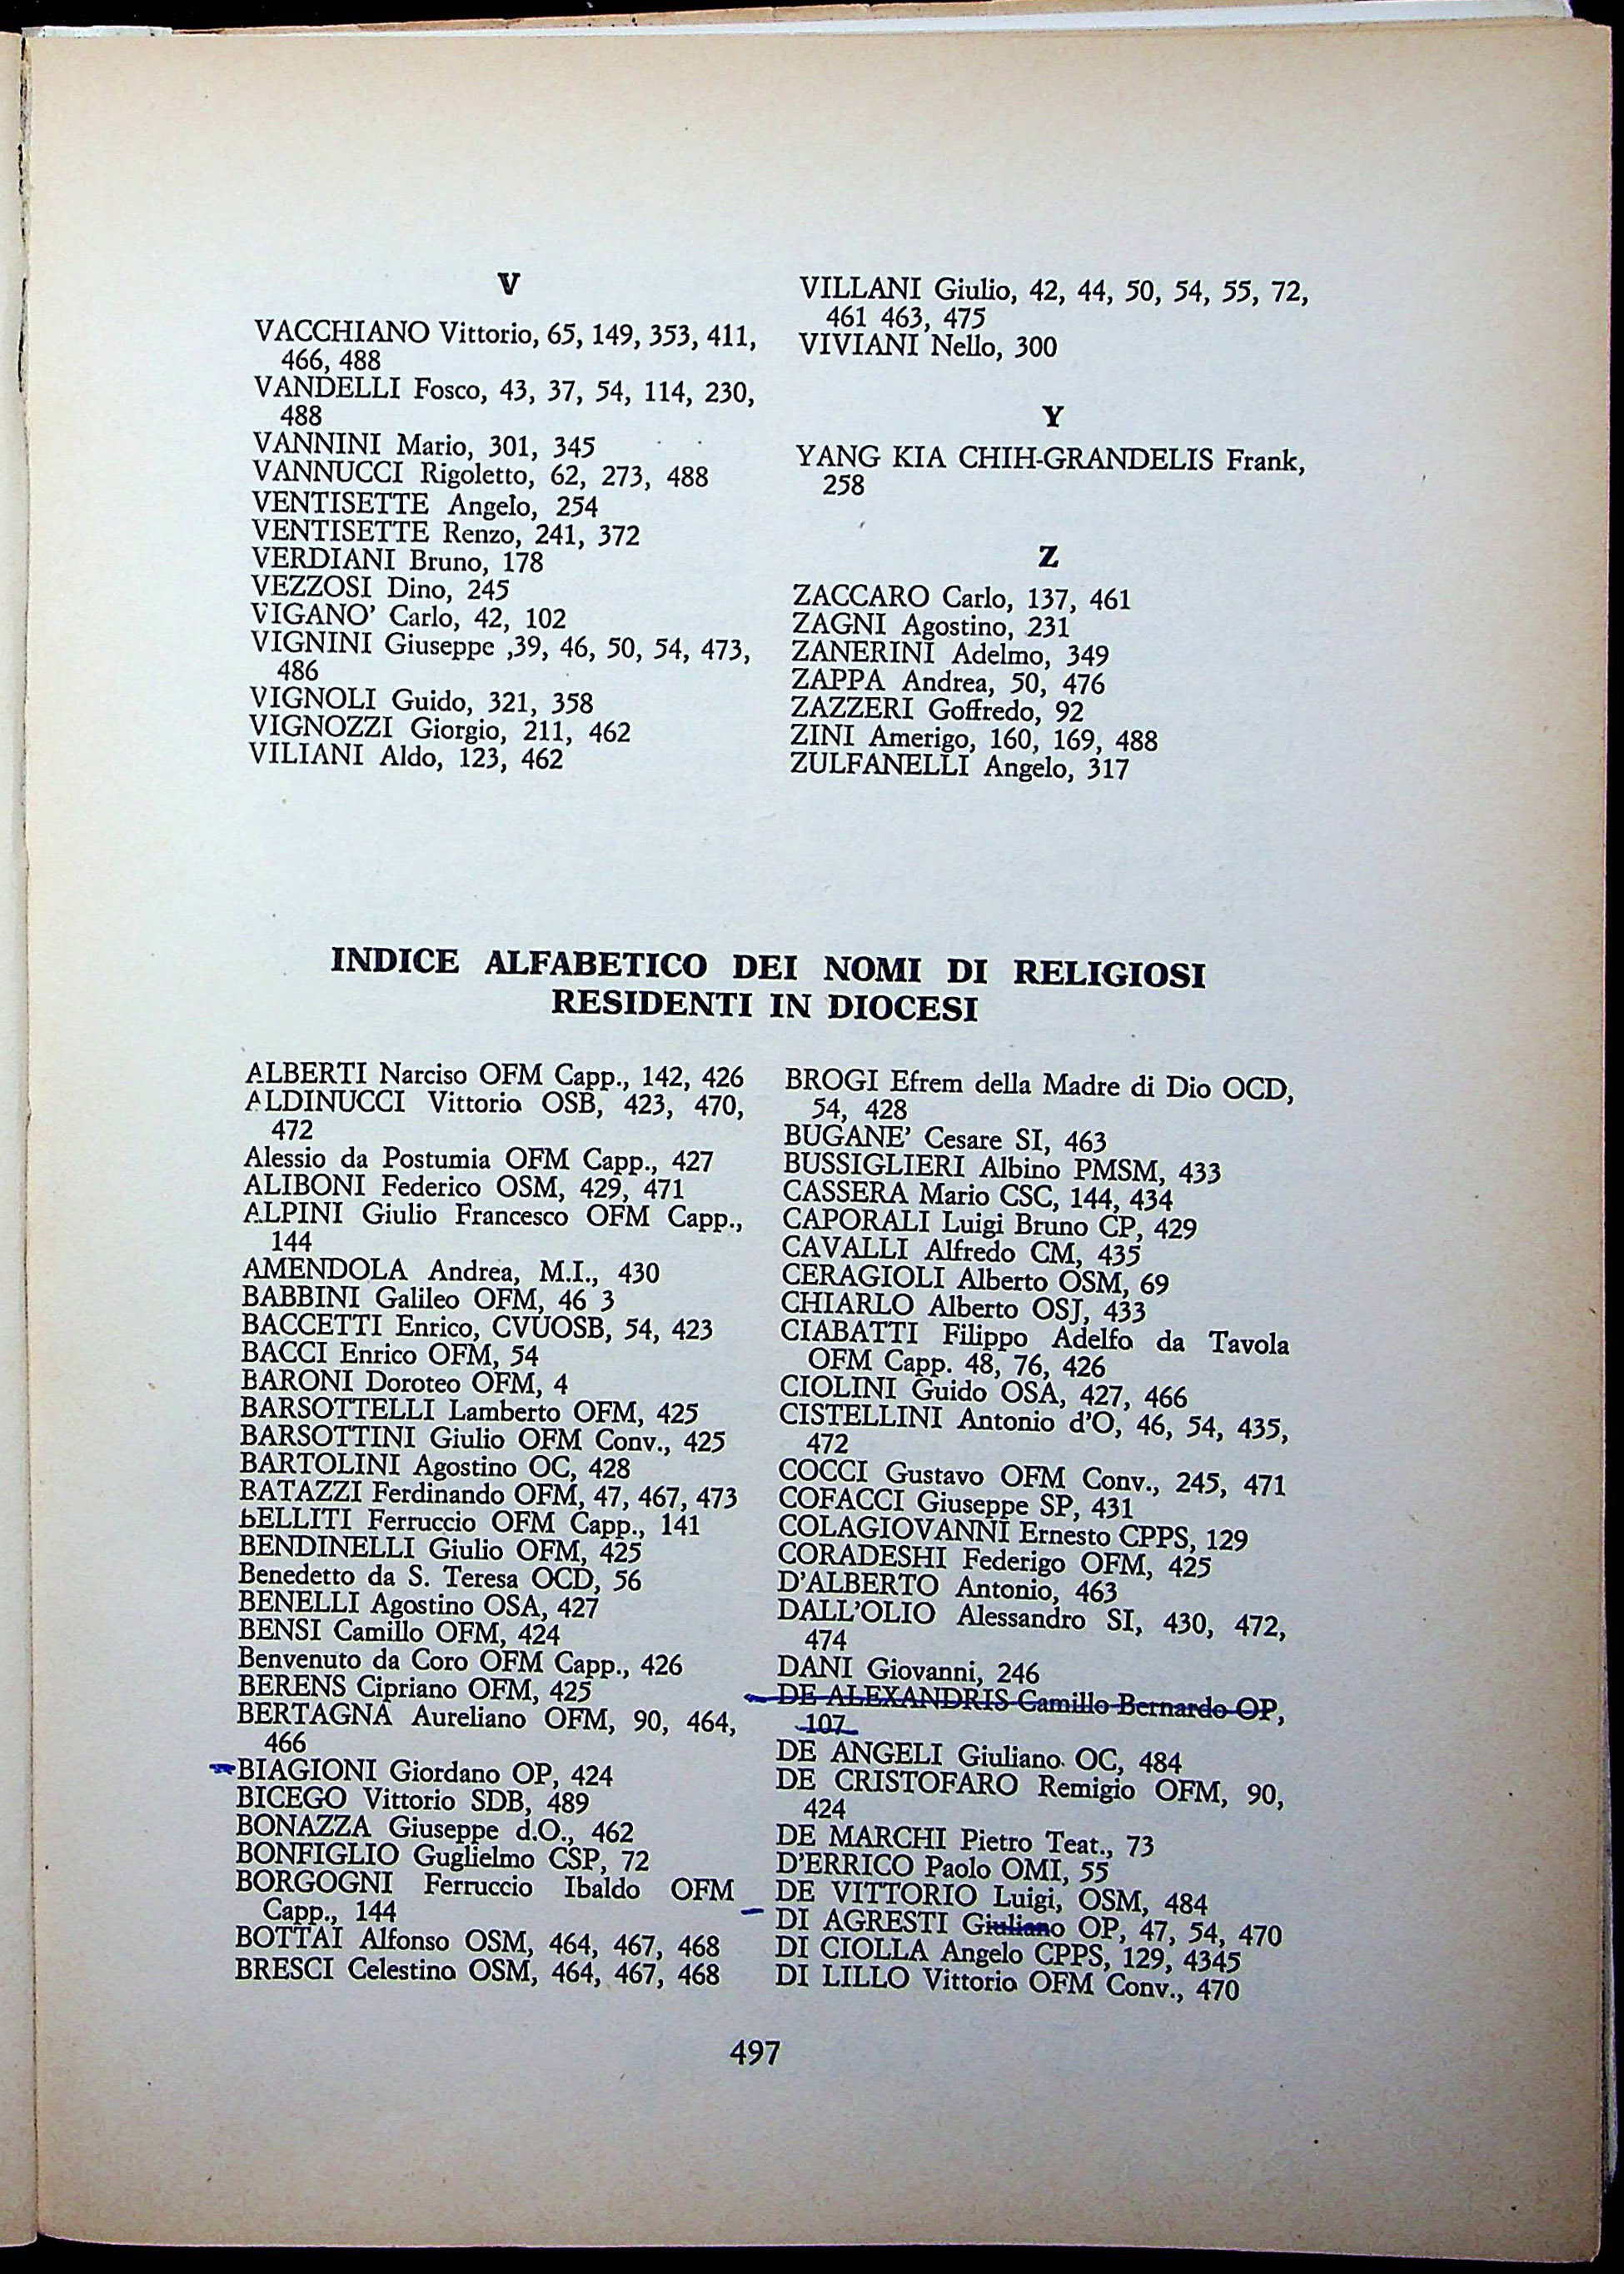 V
VACCHIANO Vittorio, 65, 149, 353, 411,
466, 488
VANDELLI Fosco, 43, 37, 54, 114, 230,
488
VANNINI Mario, 301, 345
VANNUCCI Rigoletto, 62, 273, 488
VENTISETTE Angelo, 254
VENTISETTE Renzo, 241, 372
VERDIANI Bruno, 178
VEZZOSI Dino, 245
VIGANO' Carlo, 42, 102
VIGNINI Giuseppe ,39, 46, 50, 54, 473,
486
VIGNOLI Guido, 321, 358
VIGNOZZI Giorgio, 211, 462
VILIANI Aldo, 123, 462
VILLANI Giulio, 42, 44, 50, 54, 55, 72,
461 463, 475
VIVIANI Nello, 300
Y
YANG KIA CHIH-GRANDELIS Frank,
258
Z
ZACCARO Carlo, 137, 461
ZAGNI Agostino, 231
ZANERINI Adelmo, 349
ZAPPA Andrea, 50, 476
ZAZZERI Goffredo, 92
ZINI Amerigo, 160, 169, 488
ZULFANELLI Angelo, 317
INDICE ALFABETICO DEI NOMI DI RELIGIOSI
RESIDENTI IN DIOCESI
ALBERTI Narciso OFM Capp., 142, 426
ALDINUCCI Vittorio OSB, 423, 470,
472
Alessio da Postumia OFM Capp., 427
ALIBONI Federico OSM, 429, 471
ALPINI Giulio Francesco OFM Capp.,
144
AMENDOLA Andrea, M.I., 430
BABBINI Galileo OFM, 46 3
BACCETTI Enrico, CVUOSB, 54, 423
BACCI Enrico OFM, 54
BARONI Doroteo OFM, 4
BARSOTTELLI Lamberto OFM, 425
BARSOTTINI Giulio OFM Conv., 425
BARTOLINI Agostino OC, 428
BATAZZI Ferdinando OFM, 47, 467, 473
BELLITI Ferruccio OFM Capp., 141
BENDINELLI Giulio OFM, 425
Benedetto da S. Teresa OCD, 56
BENELLI Agostino OSA, 427
BENSI Camillo OFM, 424
Benvenuto da Coro OFM Capp., 426
BERENS Cipriano OFM, 425
BERTAGNA Aureliano OFM, 90, 464,
466
BIAGIONI Giordano OP, 424
BICEGO Vittorio SDB, 489
BONAZZA Giuseppe d.O., 462
BONFIGLIO Guglielmo CSP, 72
BORGOGNI Ferruccio Ibaldo OFM
Capp., 144
BOTTAI Alfonso OSM, 464, 467, 468
BRESCI Celestino OSM, 464, 467, 468
BROGI Efrem della Madre di Dio OCD,
54, 428
BUGANE' Cesare SI, 463
BUSSIGLIERI Albino PMSM, 433
CASSERA Mario CSC, 144, 434
CAPORALI Luigi Bruno CP, 429
CAVALLI Alfredo CM, 435
CERAGIOLI Alberto OSM, 69
CHIARLO Alberto OSJ, 433
CIABATTI Filippo Adelfo da Tavola
OFM Capp. 48, 76, 426
CIOLINI Guido OSA, 427, 466
CISTELLINI Antonio d'O, 46, 54, 435,
472
COCCI Gustavo OFM Conv., 245, 471
COFACCI Giuseppe SP, 431
COLAGIOVANNI Ernesto CPPS, 129
CORADESHI Federigo OFM, 425
D'ALBERTO Antonio, 463
DALL'OLIO Alessandro SI, 430, 472,
474
DANI Giovanni, 246
DE ALEXANDRIS Camillo Bernardo OP,
107
DE ANGELI Giuliano OC, 484
DE CRISTOFARO Remigio OFM, 90,
424
DE MARCHI Pietro Teat., 73
D'ERRICO Paolo OMI, 55
DE VITTORIO Luigi, OSM, 484
DI AGRESTI Giuliano OP, 47, 54, 470
DI CIOLLA Angelo CPPS, 129, 4345
DI LILLO Vittorio OFM Conv., 470
497